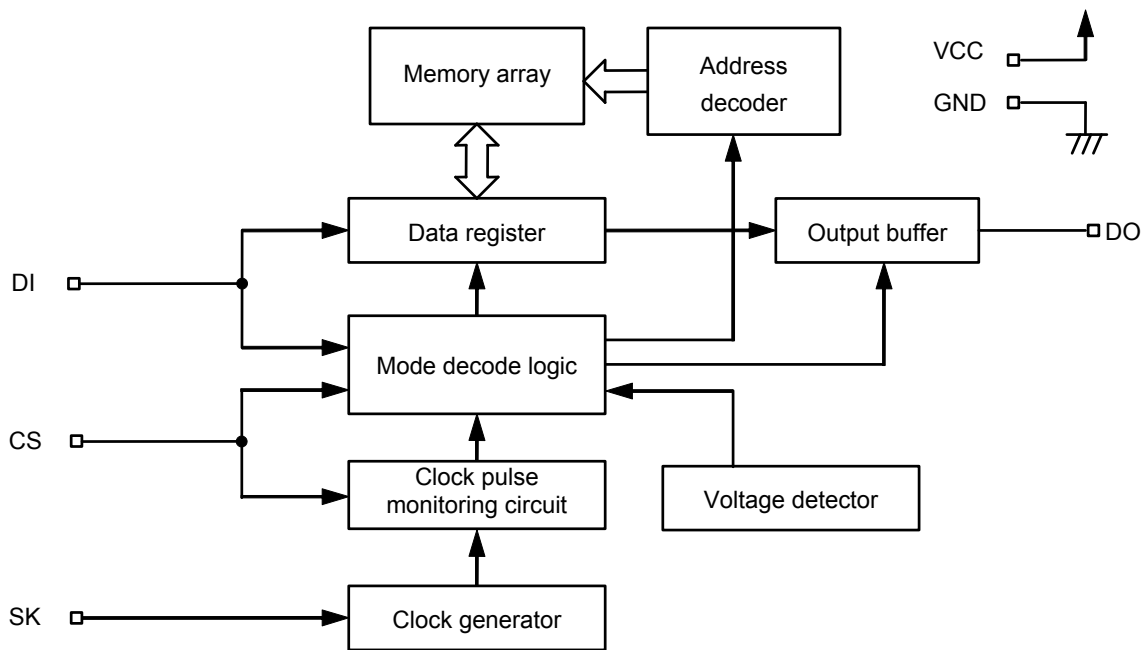 Memory array
Address
decoder
VCC
GND
Data register
Output buffer
DO
DI
Mode decode logic
CS
Clock pulse
monitoring circuit
Voltage detector
SK
Clock generator